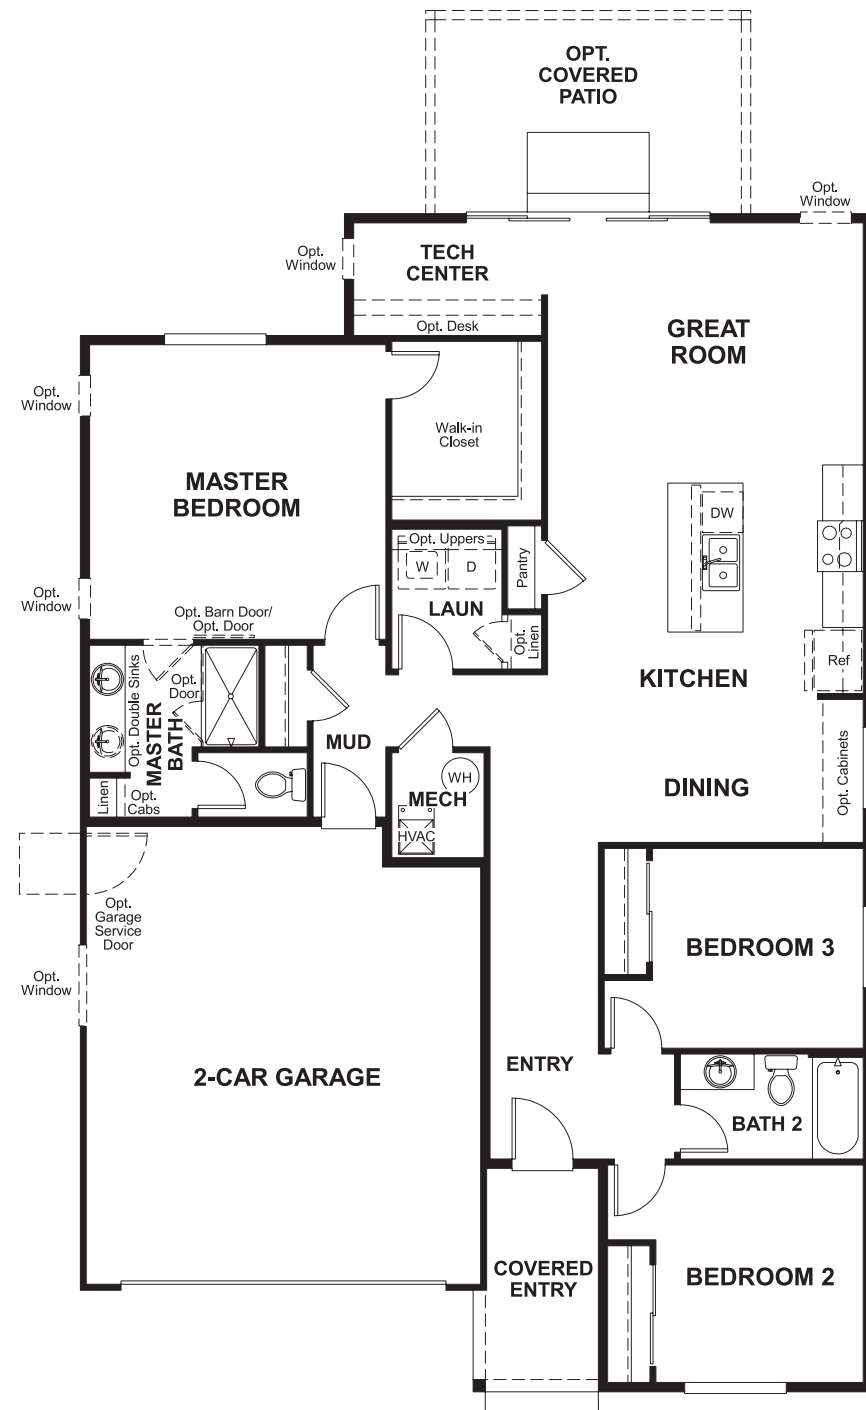 OPT.
COVERED
PATIO
Opt.
Window
Opt.
Window
TECH
CENTER
Opt. Desk
GREAT
ROOM
Opt.
Window
Walk-in
Closet
MASTER
BEDROOM
DW
Opt. Uppers
W
D
Pantry
LAUN
Opt.
Linen
Opt.
Window
Opt. Barn Door/
Opt. Door
Ref
KITCHEN
Opt. Double Sinks
Opt.
Door
MASTER
BATH
MUD
WH
MECH
HVAC
DINING
Opt. Cabinets
Linen
Opt.
Cabs
Opt.
Garage
Service
Door
BEDROOM 3
Opt.
Window
2-CAR GARAGE
ENTRY
BATH 2
COVERED
ENTRY
BEDROOM 2